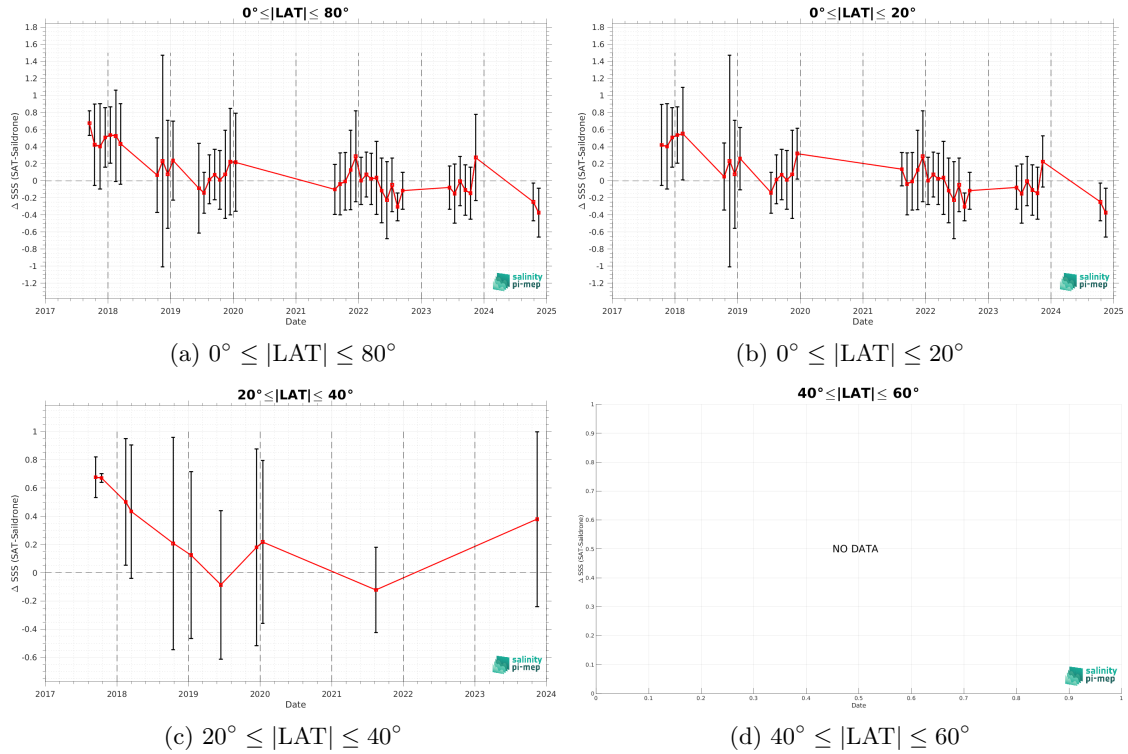 0°≤|LAT|≤ 80°
1.8
1.6
1.4
1.2
1
0.8
0.6
0.4
0.2
0
-0.2
-0.4
-0.6
-0.8
-1
-1.2
Δ SSS (SAT-Saildrone)
2017 2018 2019 2020 2021 2022 2023 2024 2025
Date
salinity
pi-mep
(a) 0° ≤ |LAT| ≤ 80°
0°≤|LAT|≤ 20°
1.8
1.6
1.4
1.2
1
0.8
0.6
0.4
0.2
0
-0.2
-0.4
-0.6
-0.8
-1
-1.2
Δ SSS (SAT-Saildrone)
2017 2018 2019 2020 2021 2022 2023 2024 2025
Date
salinity
pi-mep
(b) 0° ≤ |LAT| ≤ 20°
20°≤|LAT|≤ 40°
1
0.8
0.6
0.4
0.2
0
-0.2
-0.4
-0.6
Δ SSS (SAT-Saildrone)
2017 2018 2019 2020 2021 2022 2023 2024
Date
salinity
pi-mep
(c) 20° ≤ |LAT| ≤ 40°
40°≤|LAT|≤ 60°
1
0.9
0.8
0.7
0.6
0.5
0.4
0.3
0.2
0.1
0
Δ SSS (SAT-Saildrone)
NO DATA
0 0.1 0.2 0.3 0.4 0.5 0.6 0.7 0.8 0.9 1
Date
salinity
pi-mep
(d) 40° ≤ |LAT| ≤ 60°